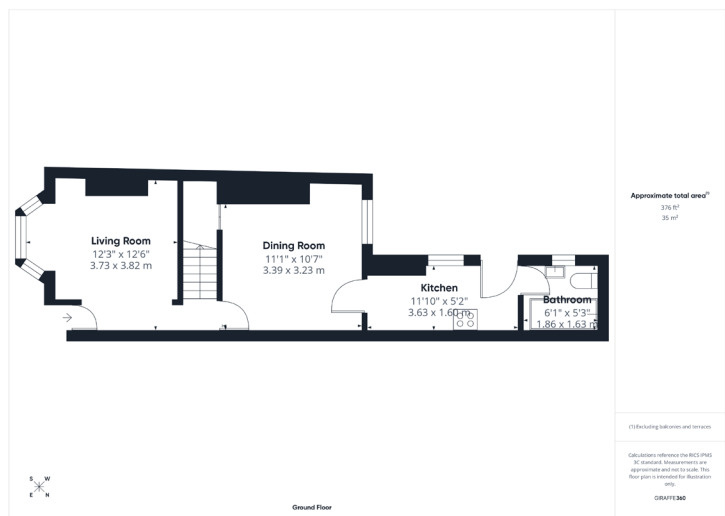 Living Room
12'3" x 12'6"
3.73 x 3.82 m
Dining Room
11'1" x 10'7"
3.39 x 3.23 m
Kitchen
11'10" x 5'2"
3.63 x 1.60 m
Bathroom
6'1" x 5'3"
1.86 x 1.63 m
S W
E N
Ground Floor
Approximate total area⁽¹⁾
376 ft²
35 m²
(1) Excluding balconies and terraces
Calculations reference the RICS IPMS
3C standard. Measurements are
approximate and not to scale. This
floor plan is intended for illustration
only.
GIRAFFE360